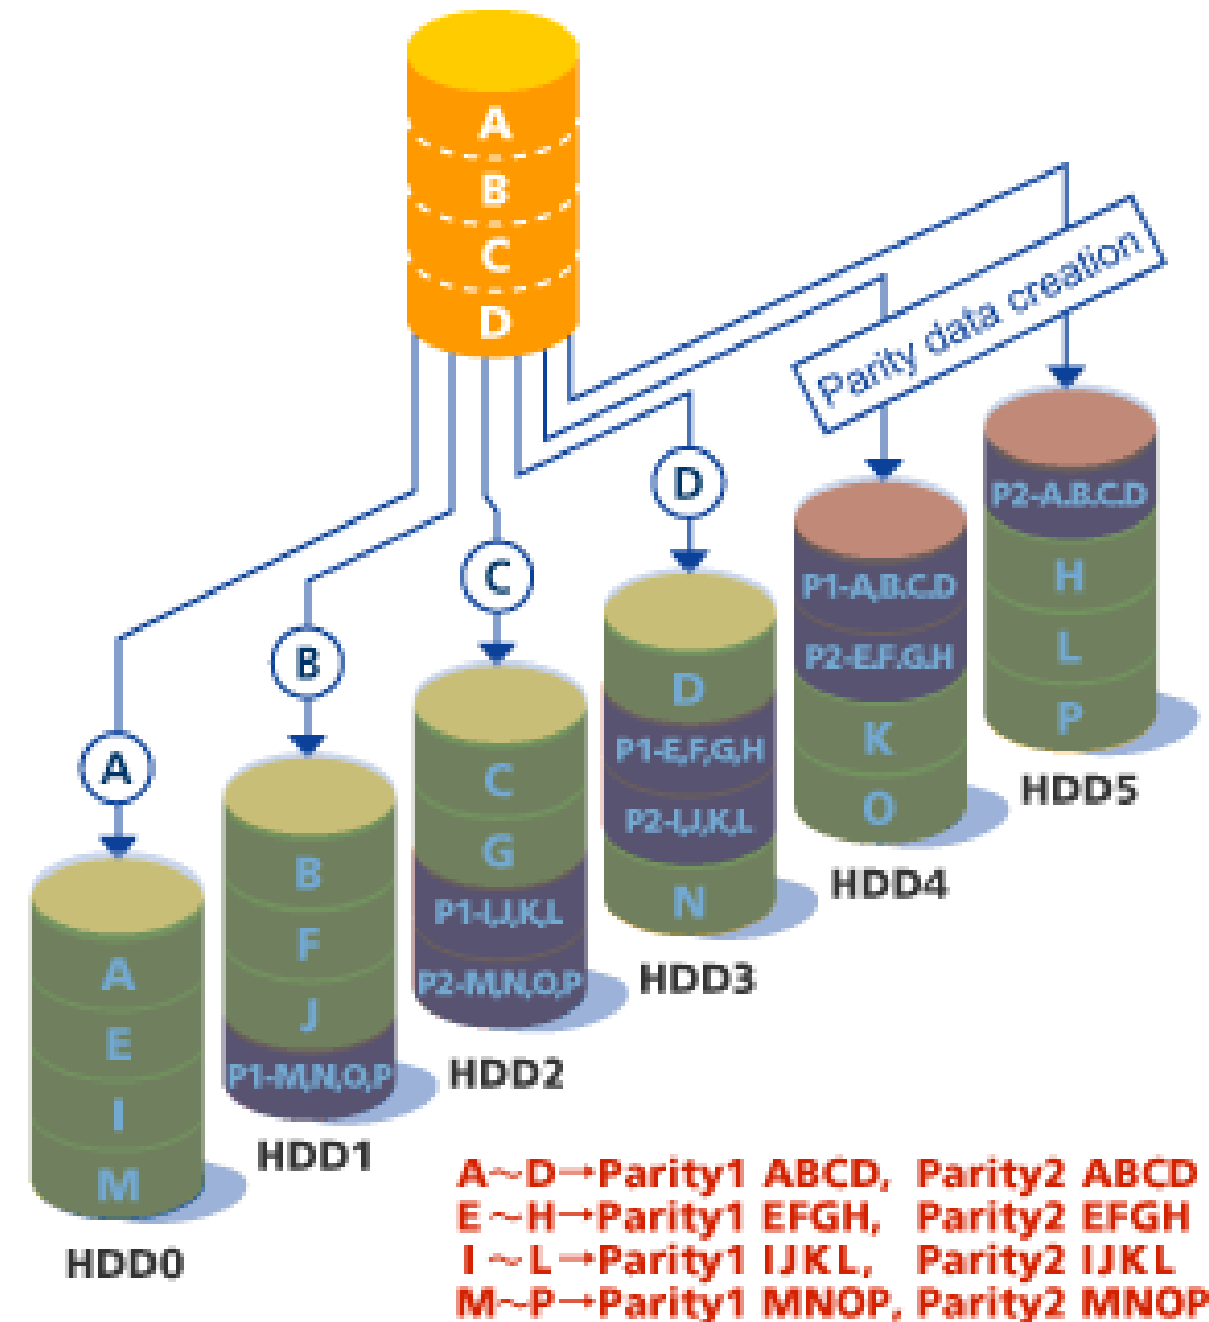 A
B
C
D
Parity data creation
A
B
C
D
A
E
I
M
HDD0
B
F
J
P1-M,N,O,P
HDD1
C
G
P1-I,J,K,L
P2-M,N,O,P
HDD2
D
P1-E,F,G,H
P2-I,J,K,L
N
HDD3
P1-A,B.C.D
P2-E.F.G.H
K
O
HDD4
P2-A.B.C.D
H
L
P
HDD5
A~D→Parity1 ABCD, Parity2 ABCD
E~H→Parity1 EFGH, Parity2 EFGH
I~L→Parity1 IJKL, Parity2 IJKL
M~P→Parity1 MNOP, Parity2 MNOP